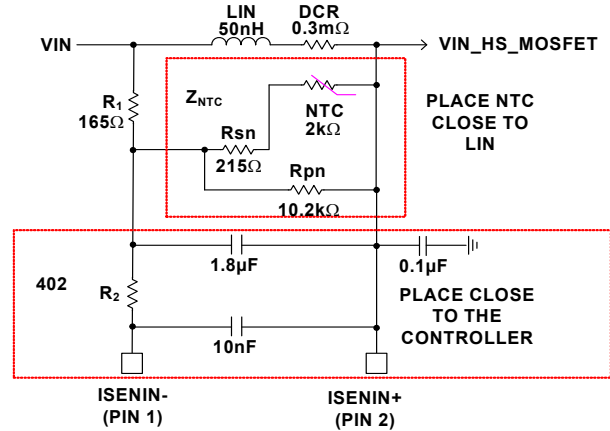 LIN
50nH
DCR
0.3mΩ
VIN
VIN_HS_MOSFET
R1
165Ω
ZNTC
NTC
2kΩ
Rsn
215Ω
Rpn
10.2kΩ
PLACE NTC
CLOSE TO
LIN
402
R2
1.8µF
0.1µF
10nF
PLACE CLOSE
TO THE
CONTROLLER
ISENIN-
(PIN 1)
ISENIN+
(PIN 2)